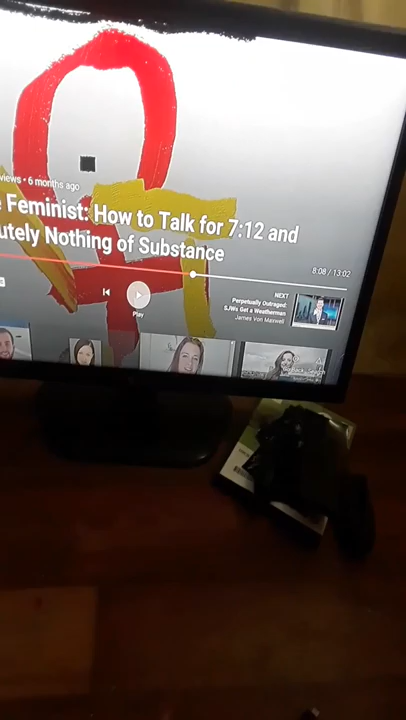 views • 6 months ago
Feminist: How to Talk for 7:12 and
utely Nothing of Substance
8:08 / 13:02
NEXT
Perpetually Outraged:
SJWs Get a Weatherman
James Von Maxwell
Play